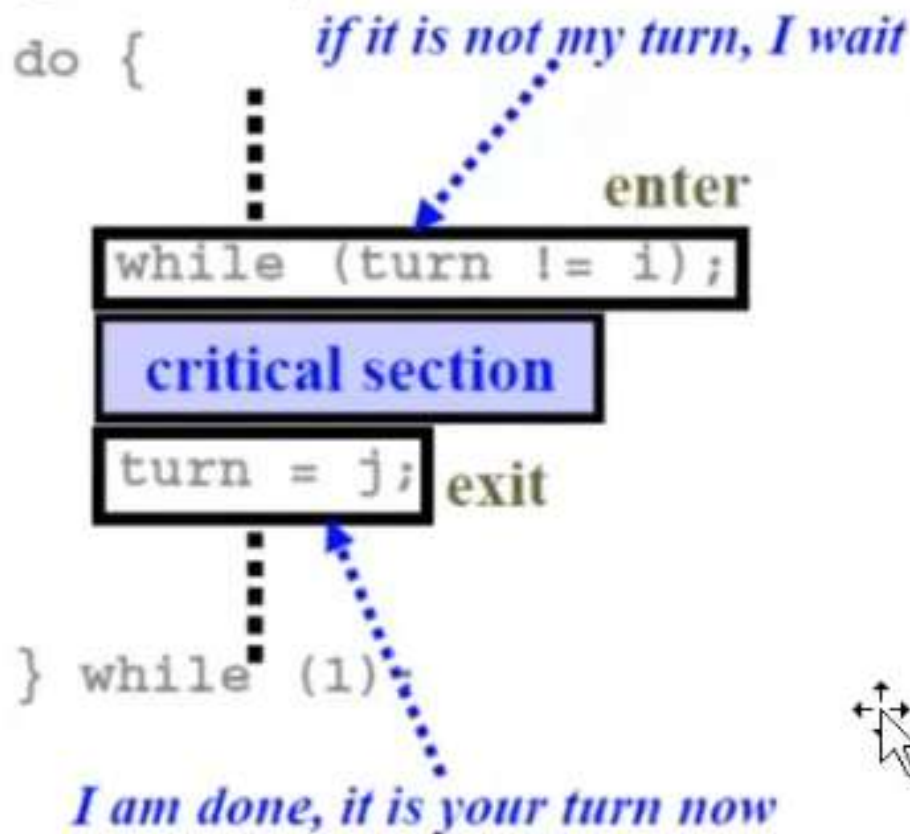 if it is not my turn, I wait
do {
enter
while (turn != i);
critical section
turn = j;
exit
} while (1)
I am done, it is your turn now